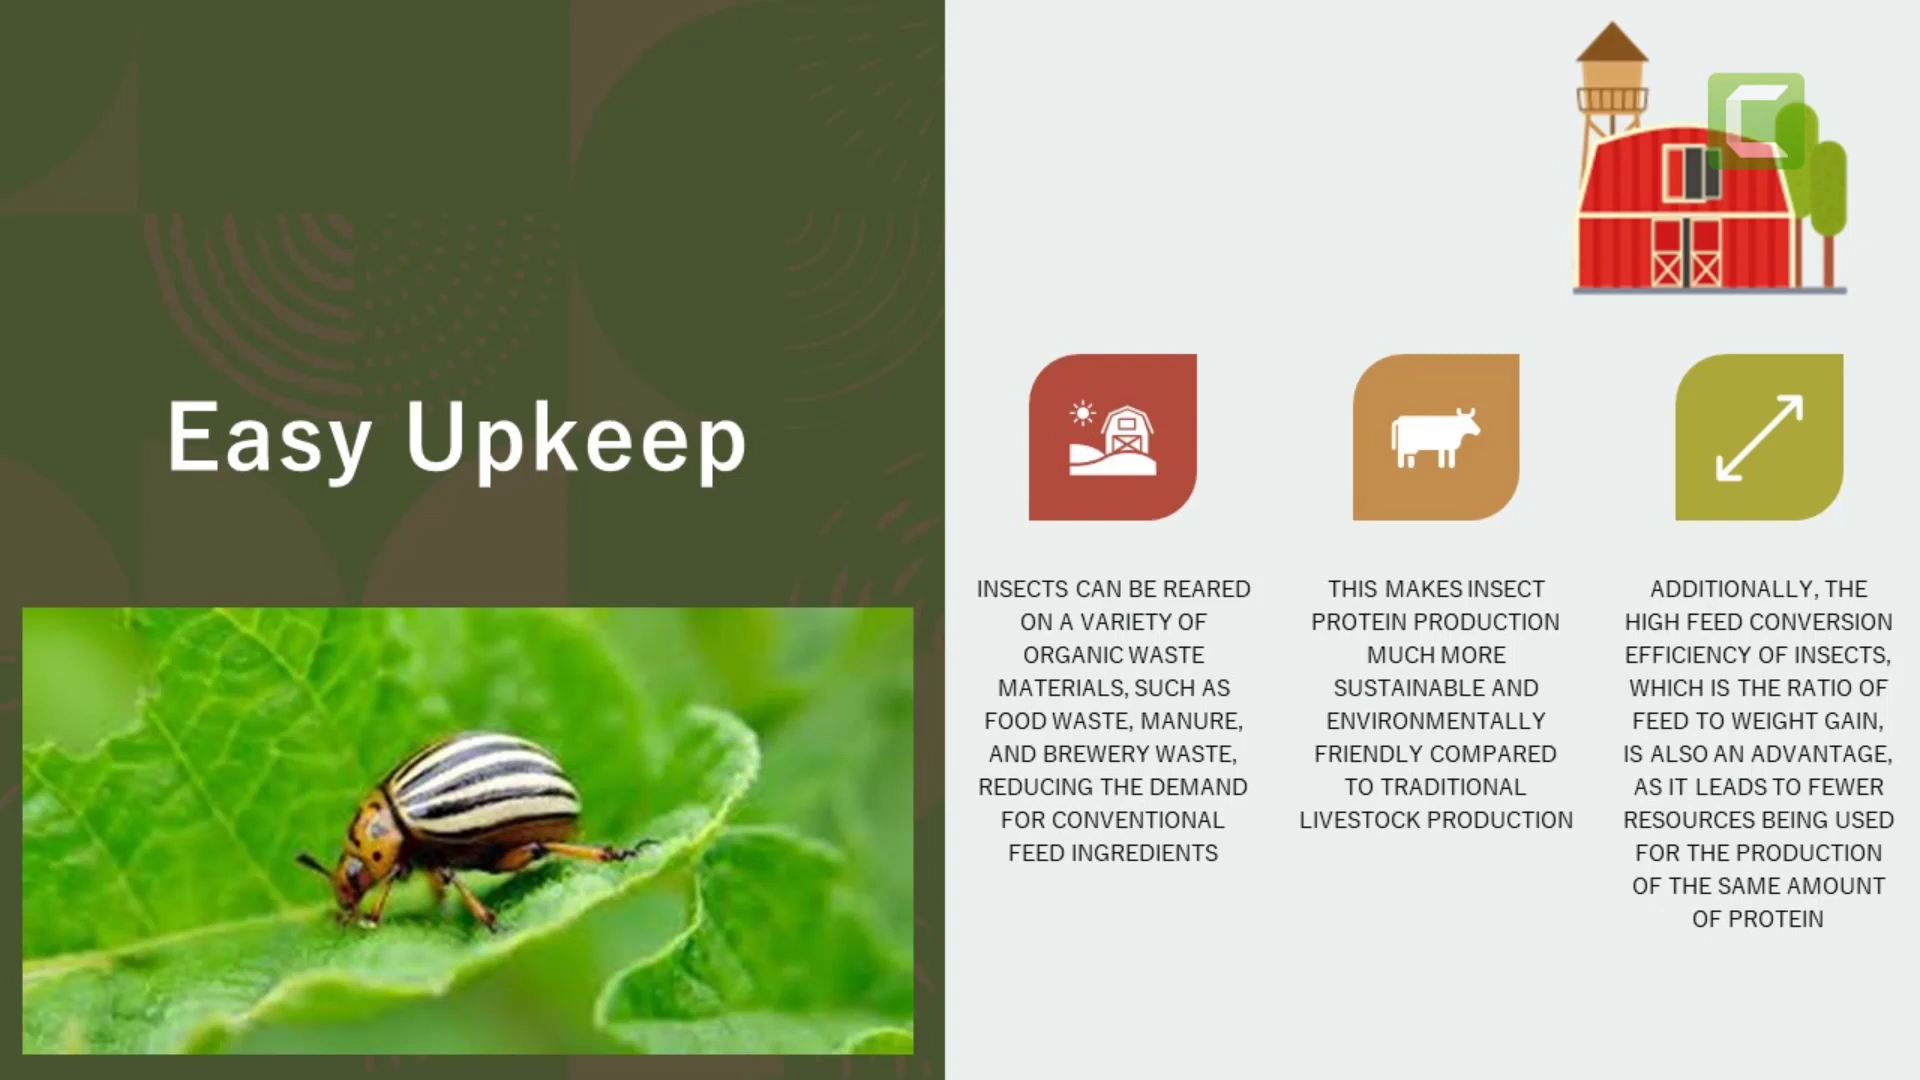 Easy Upkeep
INSECTS CAN BE REARED
ON A VARIETY OF
ORGANIC WASTE
MATERIALS, SUCH AS
FOOD WASTE, MANURE,
AND BREWERY WASTE,
REDUCING THE DEMAND
FOR CONVENTIONAL
FEED INGREDIENTS
THIS MAKES INSECT
PROTEIN PRODUCTION
MUCH MORE
SUSTAINABLE AND
ENVIRONMENTALLY
FRIENDLY COMPARED
TO TRADITIONAL
LIVESTOCK PRODUCTION
ADDITIONALLY, THE
HIGH FEED CONVERSION
EFFICIENCY OF INSECTS,
WHICH IS THE RATIO OF
FEED TO WEIGHT GAIN,
IS ALSO AN ADVANTAGE,
AS IT LEADS TO FEWER
RESOURCES BEING USED
FOR THE PRODUCTION
OF THE SAME AMOUNT
OF PROTEIN